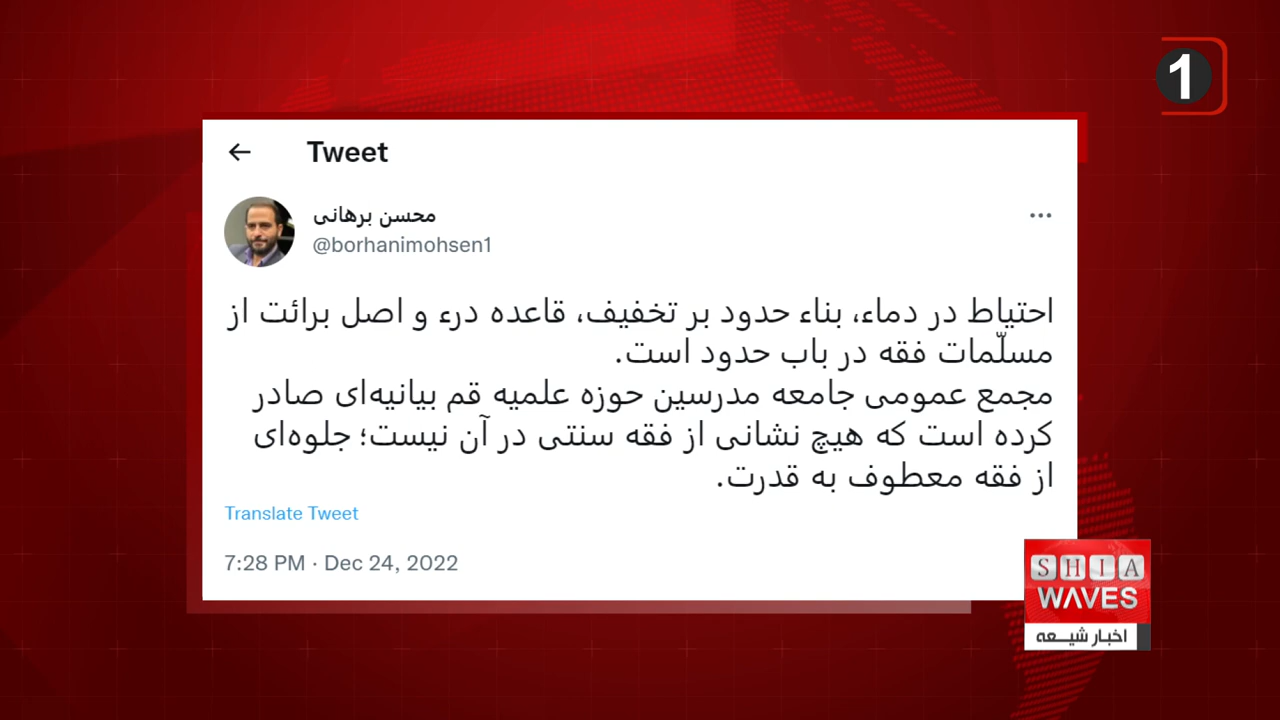 1
Tweet
محسن برهانی
@borhanimohsen1
احتیاط در دماء، بناء حدود بر تخفیف، قاعده درء و اصل برائت از
مسلّمات فقه در باب حدود است.
مجمع عمومی جامعه مدرسین حوزه علمیه قم بیانیه‌ای صادر
کرده است که هیچ نشانی از فقه سنتی در آن نیست؛ جلوه‌ای
از فقه معطوف به قدرت.
Translate Tweet
7:28 PM · Dec 24, 2022
SHIA
WAVES
اخبار شیـعه